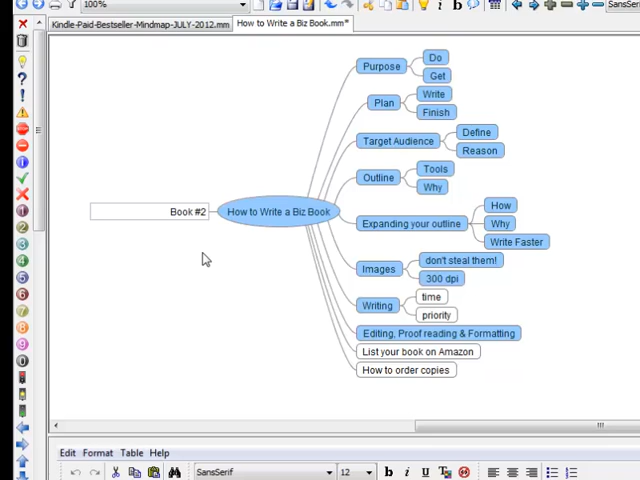 100%
SansSerif
Kindle-Paid-Bestseller-Mindmap-JULY-2012.mm
How to Write a Biz Book.mm*
Book #2
How to Write a Biz Book
Purpose
Do
Get
Plan
Write
Finish
Target Audience
Define
Reason
Outline
Tools
Why
Expanding your outline
How
Why
Write Faster
Images
don't steal them!
300 dpi
Writing
time
priority
Editing, Proof reading & Formatting
List your book on Amazon
How to order copies
Edit Format Table Help
SansSerif 12 b i U